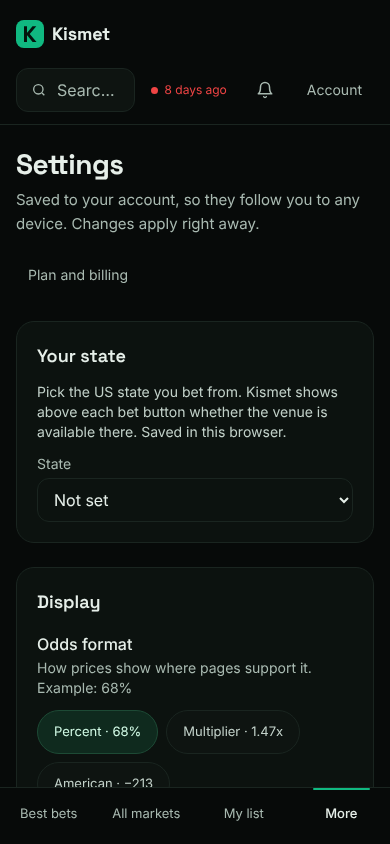 Kismet
Searc...
8 days ago
Account
Settings
Saved to your account, so they follow you to any
device. Changes apply right away.
Plan and billing
Your state
Pick the US state you bet from. Kismet shows
above each bet button whether the venue is
available there. Saved in this browser.
State
Not set
Display
Odds format
How prices show where pages support it.
Example: 68%
Percent · 68%
Multiplier · 1.47x
American · −213
Best bets
All markets
My list
More